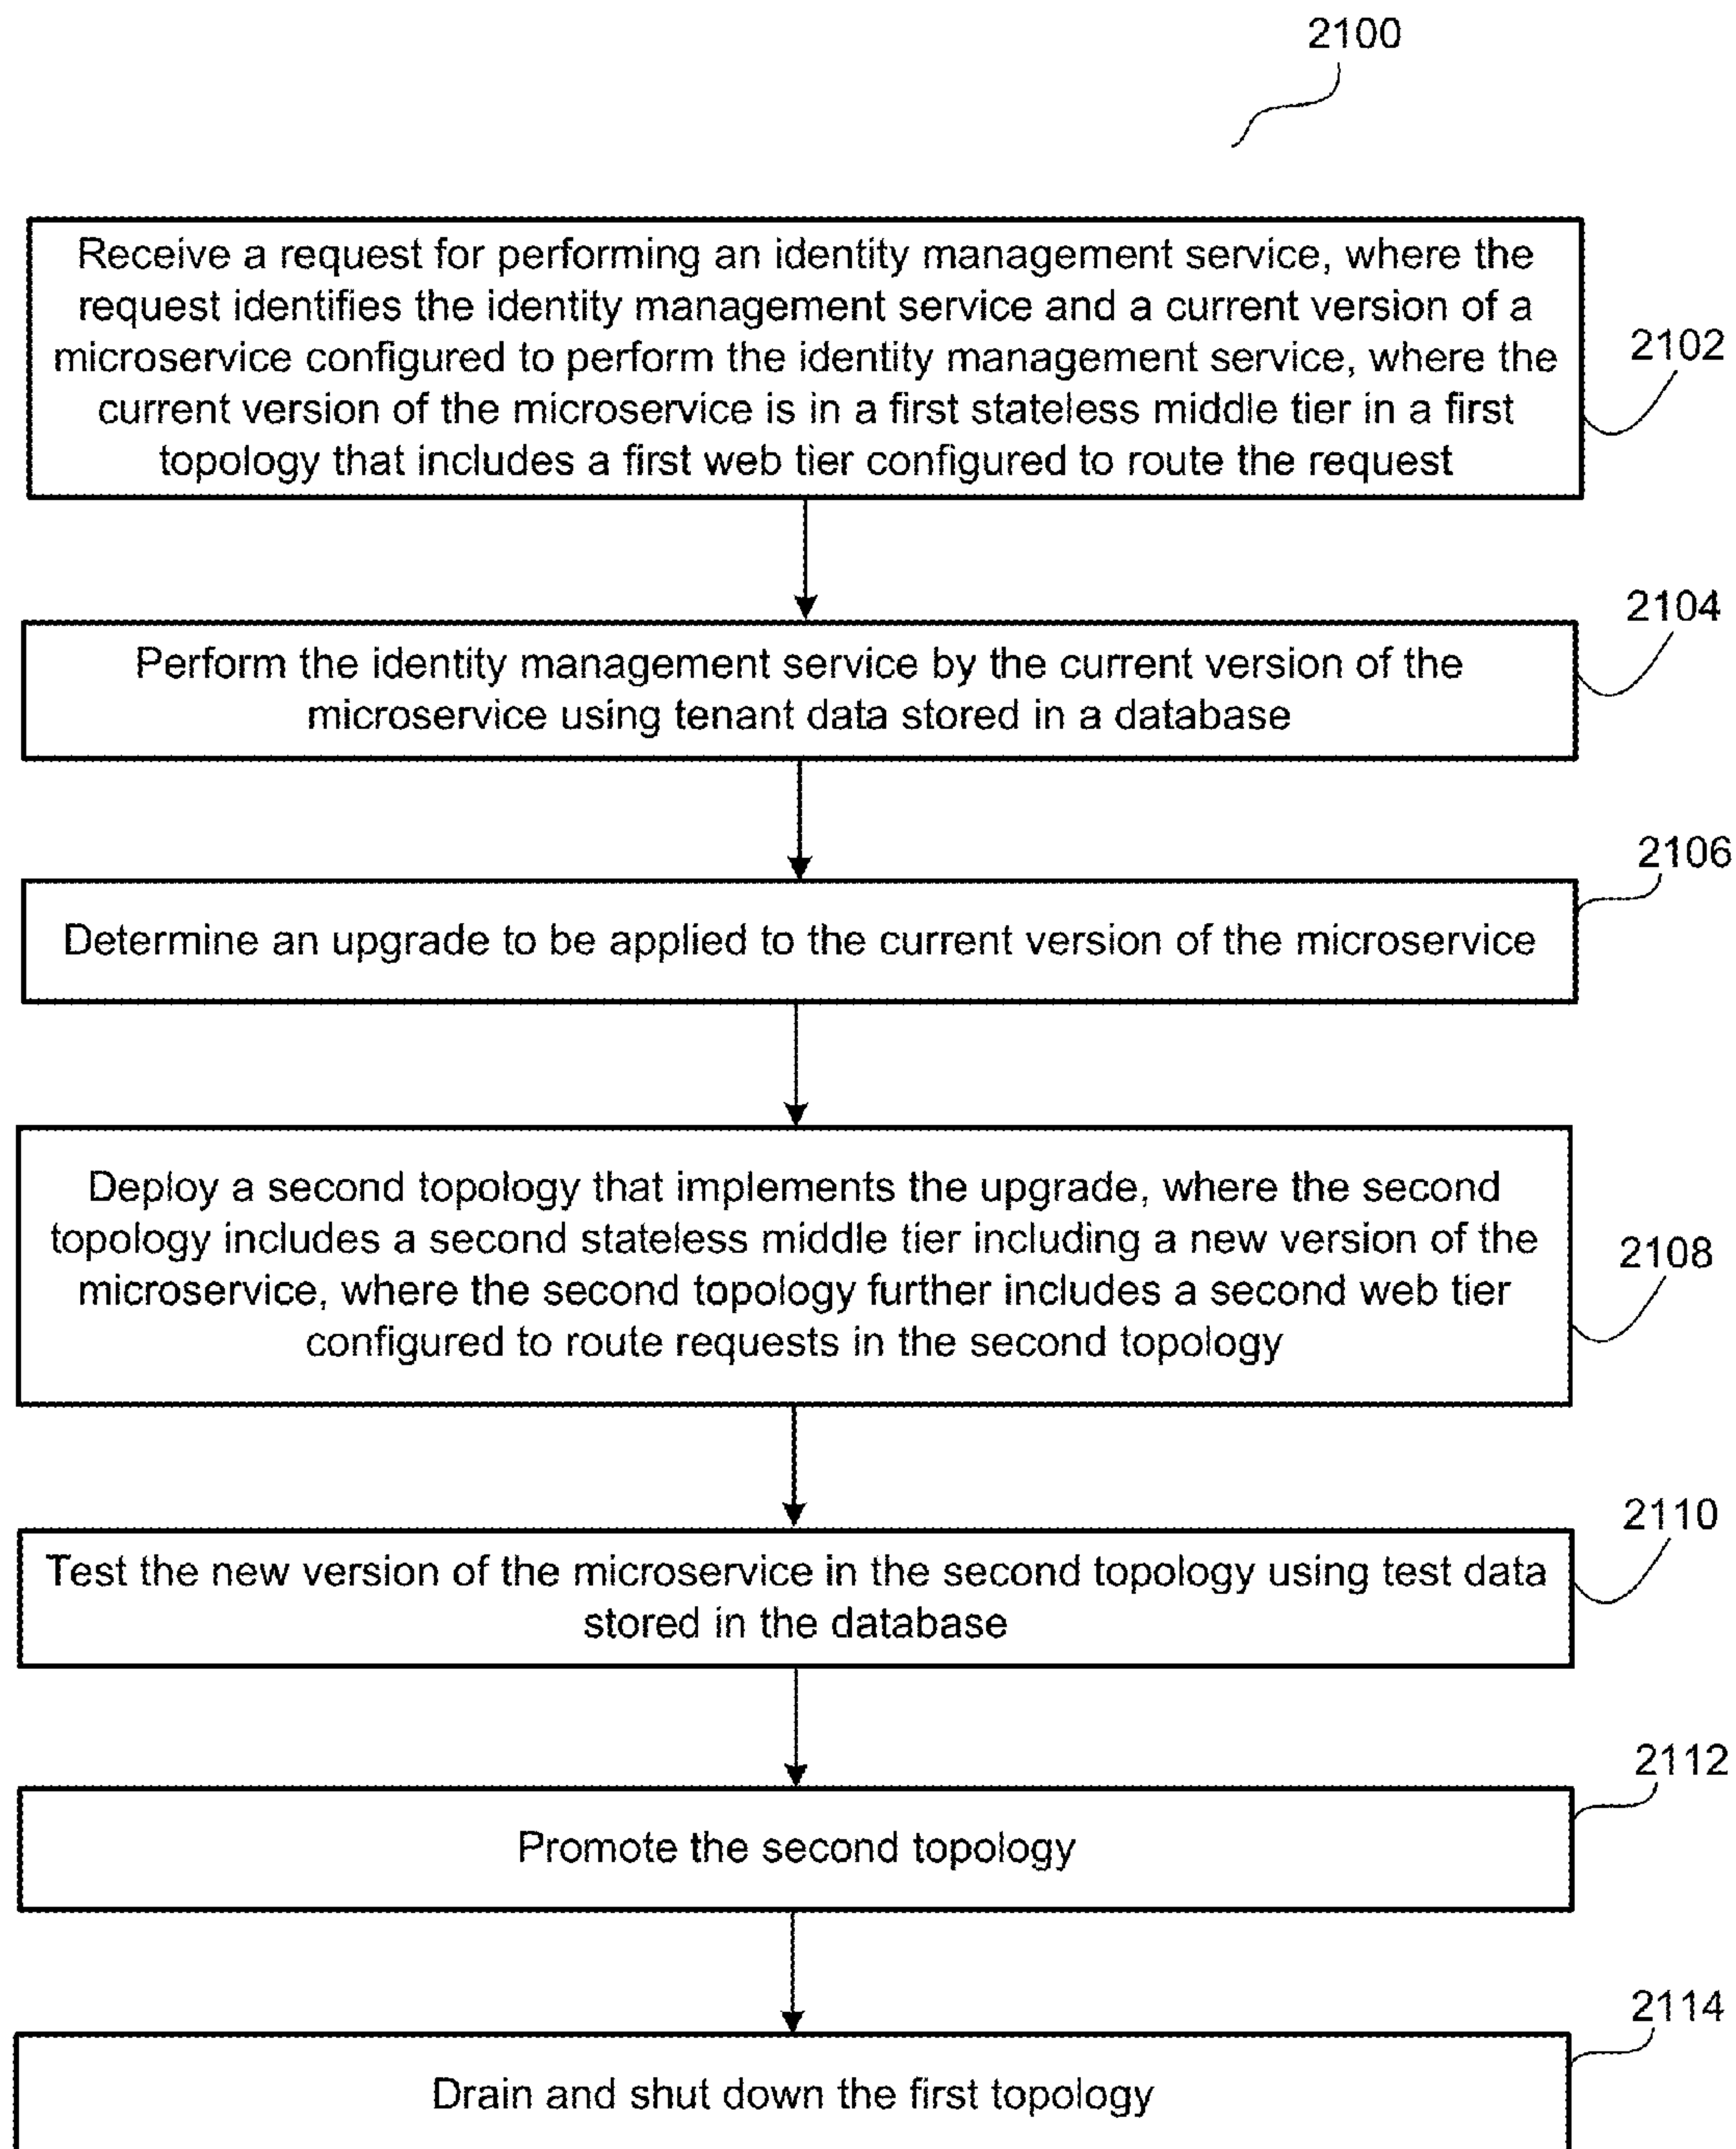 2100
Receive a request for performing an identity management service, where the
request identifies the identity management service and a current version of a
microservice configured to perform the identity management service, where the
current version of the microservice is in a first stateless middle tier in a first
topology that includes a first web tier configured to route the request
2102
Perform the identity management service by the current version of the
microservice using tenant data stored in a database
2104
Determine an upgrade to be applied to the current version of the microservice
2106
Deploy a second topology that implements the upgrade, where the second
topology includes a second stateless middle tier including a new version of the
microservice, where the second topology further includes a second web tier
configured to route requests in the second topology
2108
Test the new version of the microservice in the second topology using test data
stored in the database
2110
Promote the second topology
2112
Drain and shut down the first topology
2114